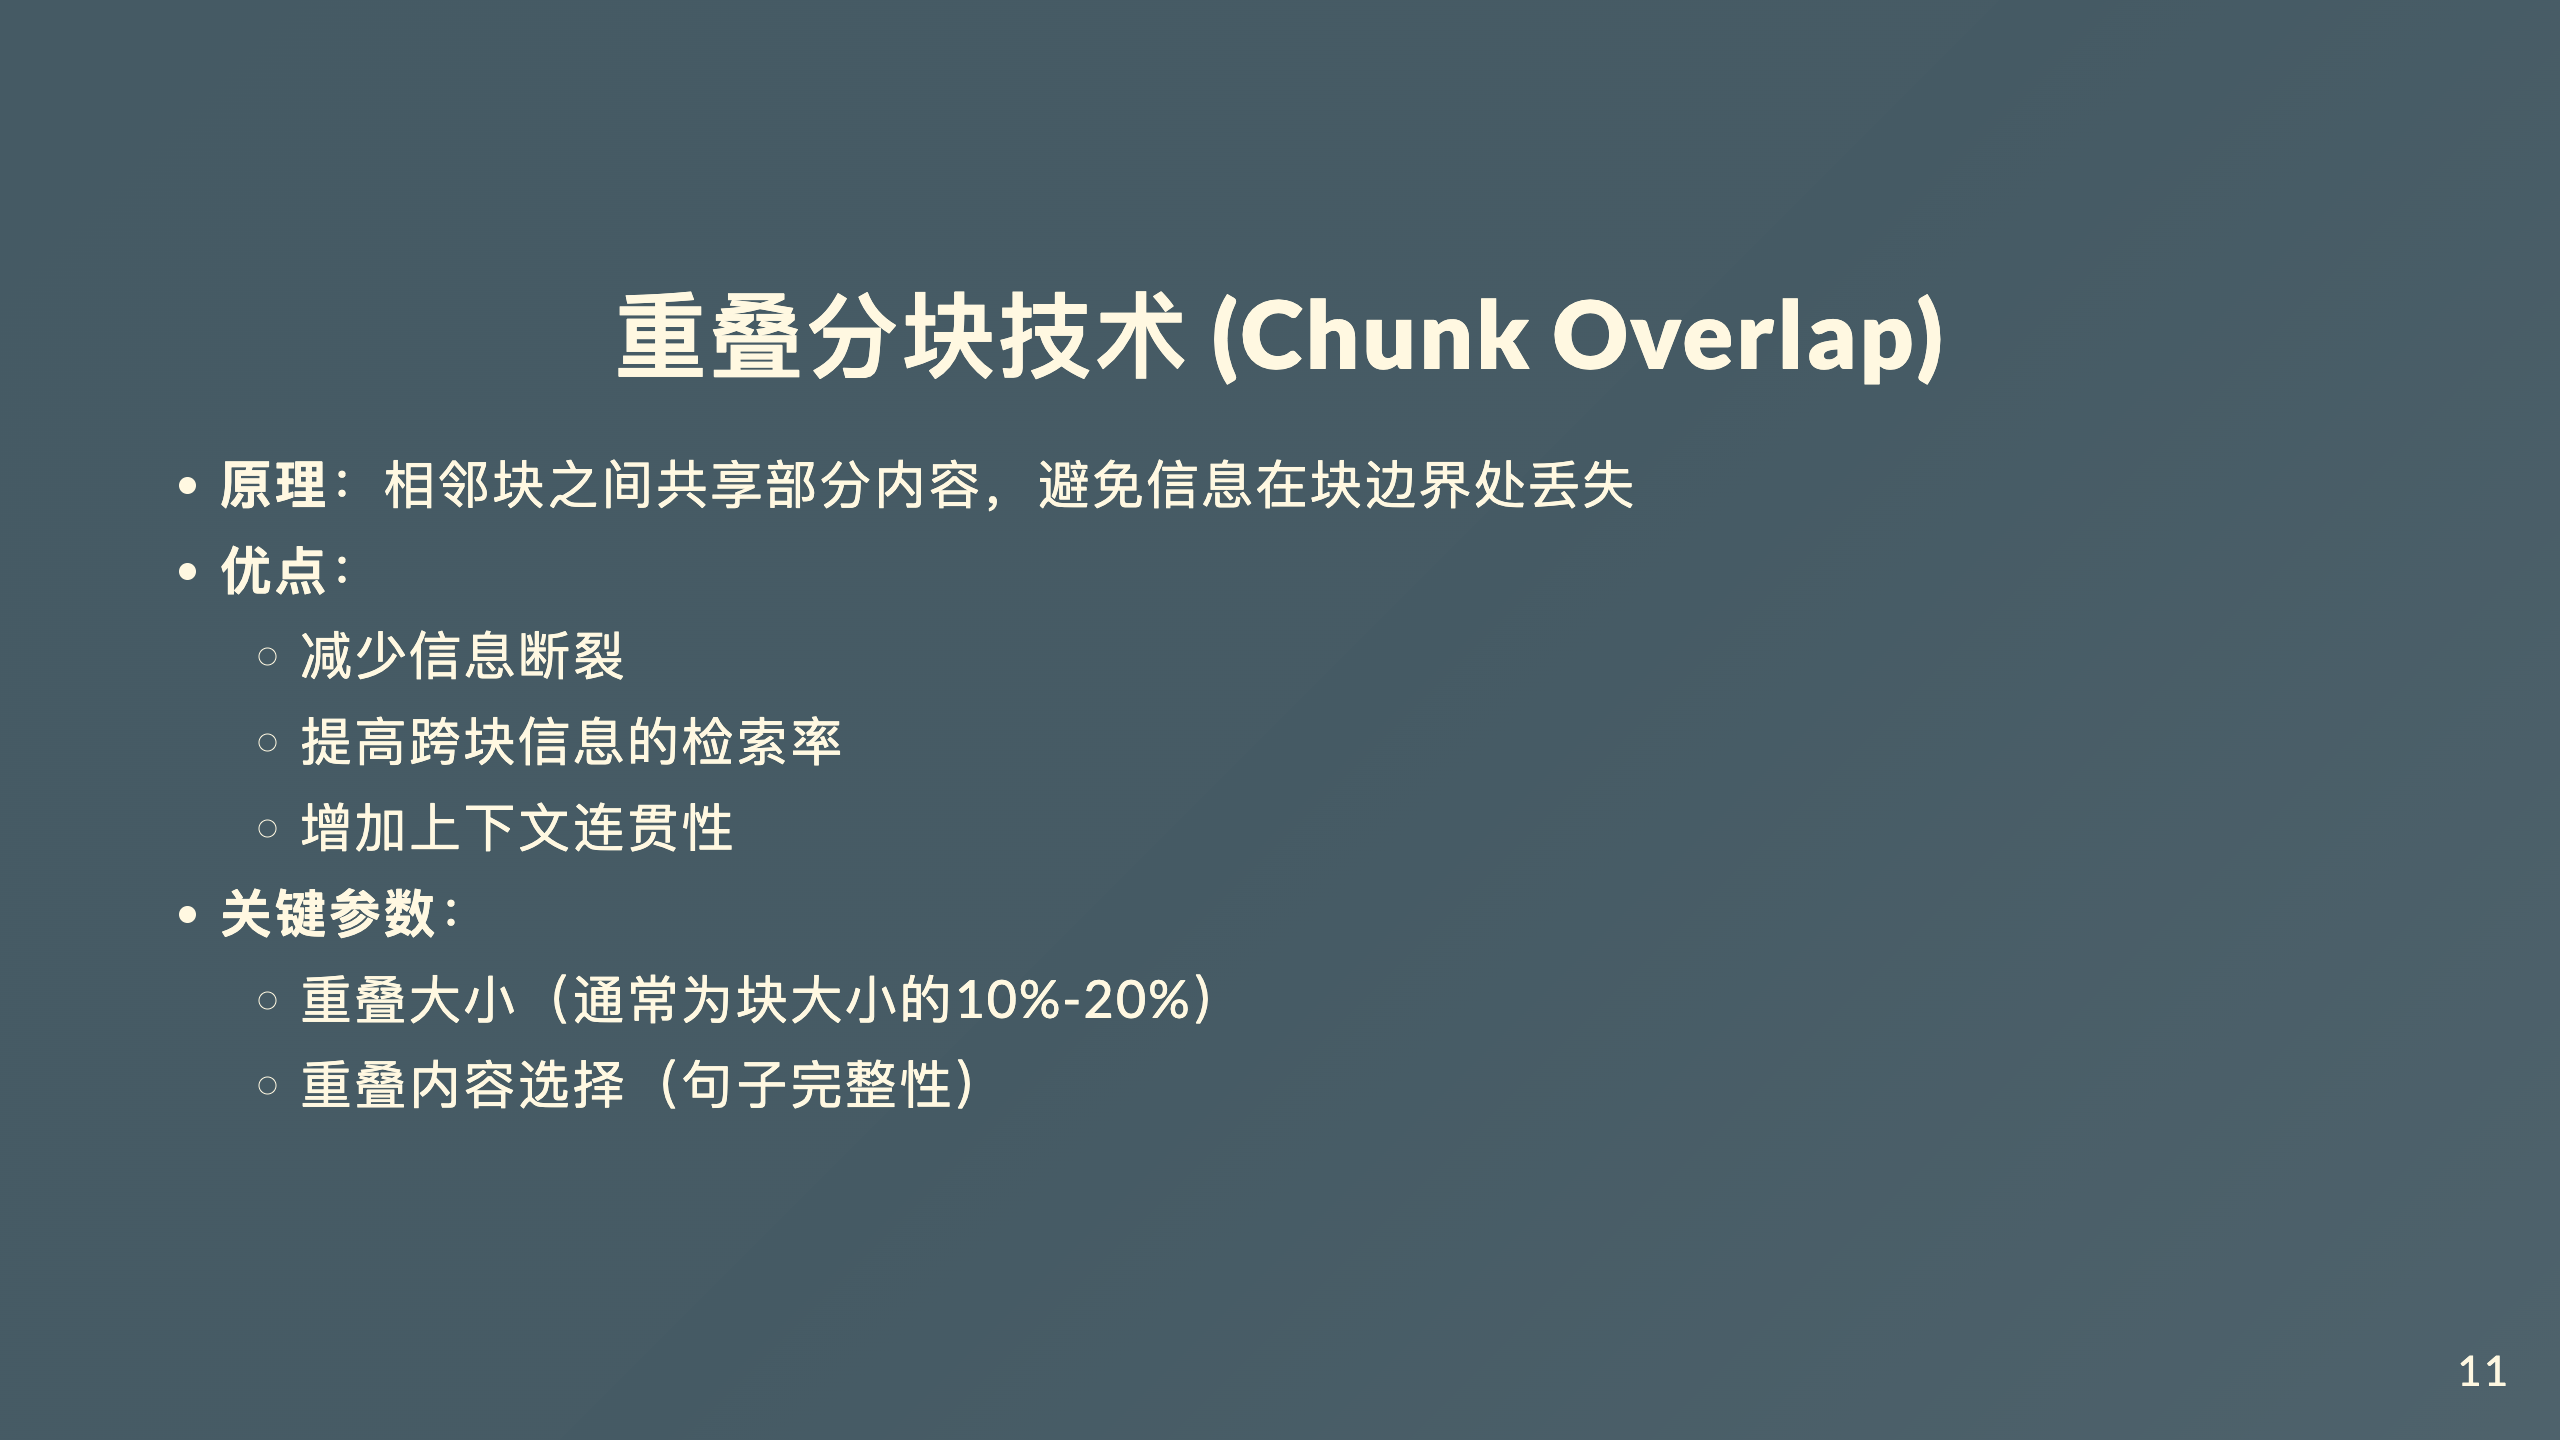 重叠分块技术 (Chunk Overlap)
• 原理：相邻块之间共享部分内容，避免信息在块边界处丢失
• 优点：
○ 减少信息断裂
○ 提高跨块信息的检索率
○ 增加上下文连贯性
• 关键参数：
○ 重叠大小（通常为块大小的10%-20%）
○ 重叠内容选择（句子完整性）
11